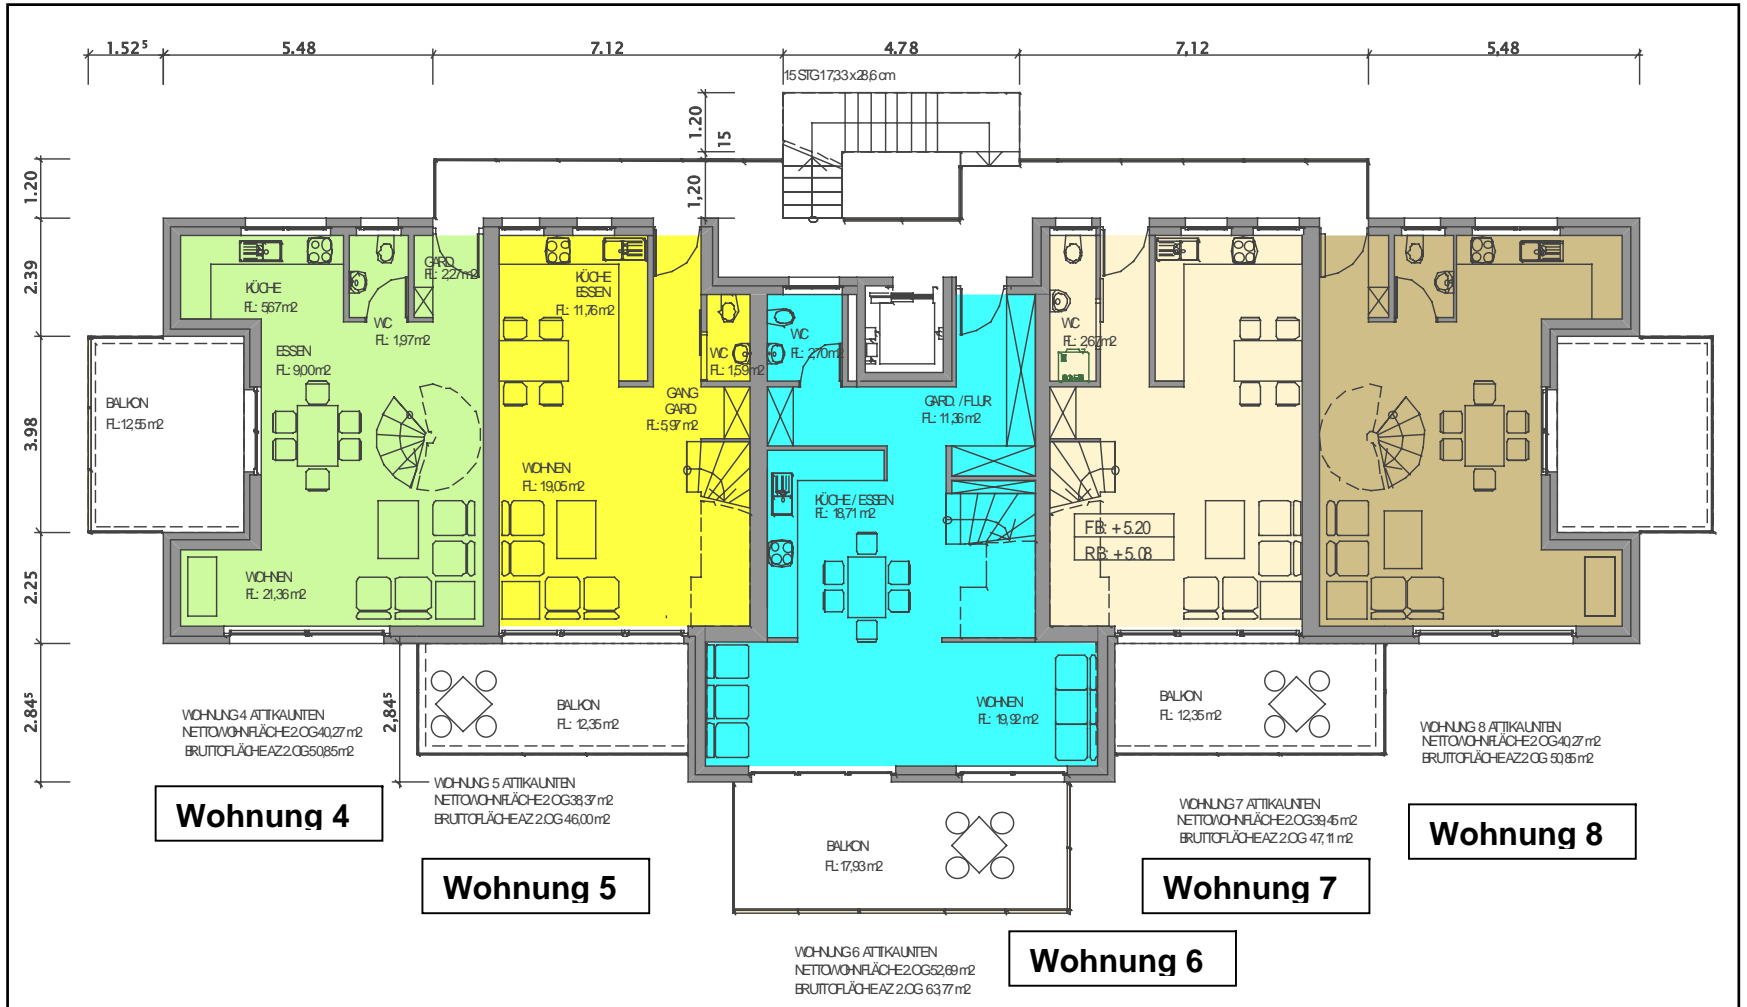 1.52⁵ 5.48 7.12 4.78 7,12 5,48
15 STG 17,33 x 28,6 cm
1.20
15
1,20
1.20
2.39
3.98
2.25
2.84⁵
2,84⁵
KÜCHE
FL: 5,67 m2
WC
FL: 1,97 m2
GARD.
FL: 2,27 m2
ESSEN
FL: 9,00 m2
BALKON
FL: 12,55 m2
WOHNEN
FL: 21,36 m2
KÜCHE
ESSEN
FL: 11,76 m2
WC
FL: 1,59 m2
GANG
GARD.
FL: 5,97 m2
WOHNEN
FL: 19,05 m2
BALKON
FL: 12,35 m2
WC
FL: 2,70 m2
GARD. / FLUR
FL: 11,36 m2
KÜCHE / ESSEN
FL: 18,71 m2
WOHNEN
FL: 19,92 m2
BALKON
FL: 17,93 m2
WC
FL: 2,67 m2
FB: +5.20
RB: +5.08
BALKON
FL: 12,35 m2
WOHNUNG 4 ATTIKA UNTEN
NETTOWOHNFLÄCHE 2.OG 40,27 m2
BRUTTOFLÄCHE AZ 2.OG 50,85 m2
Wohnung 4
WOHNUNG 5 ATTIKA UNTEN
NETTOWOHNFLÄCHE 2.OG 38,37 m2
BRUTTOFLÄCHE AZ 2.OG 46,00 m2
Wohnung 5
WOHNUNG 6 ATTIKA UNTEN
NETTOWOHNFLÄCHE 2.OG 52,69 m2
BRUTTOFLÄCHE AZ 2.OG 63,77 m2
Wohnung 6
WOHNUNG 7 ATTIKA UNTEN
NETTOWOHNFLÄCHE 2.OG 39,45 m2
BRUTTOFLÄCHE AZ 2.OG 47,11 m2
Wohnung 7
WOHNUNG 8 ATTIKA UNTEN
NETTOWOHNFLÄCHE 2.OG 40,27 m2
BRUTTOFLÄCHE AZ 2.OG 50,85 m2
Wohnung 8